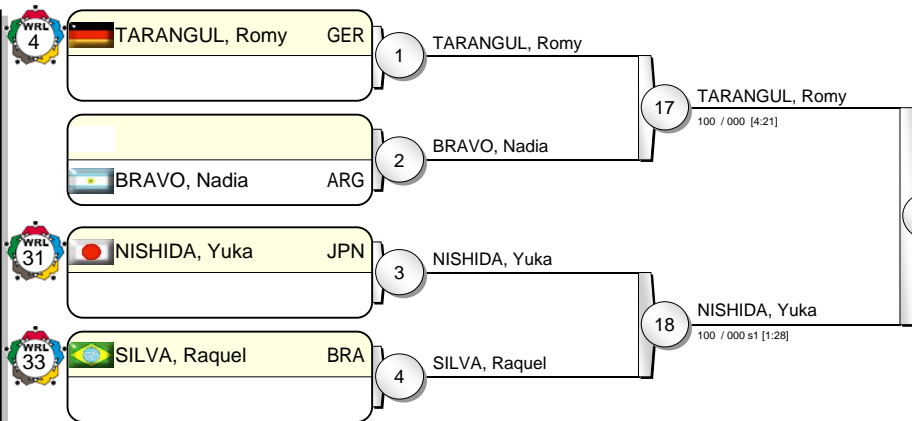 WRL
4
TARANGUL, Romy GER
1
TARANGUL, Romy
BRAVO, Nadia ARG
2
BRAVO, Nadia
17
TARANGUL, Romy
100 / 000 [4:21]
WRL
31
NISHIDA, Yuka JPN
3
NISHIDA, Yuka
WRL
33
SILVA, Raquel BRA
4
SILVA, Raquel
18
NISHIDA, Yuka
100 / 000 s1 [1:28]